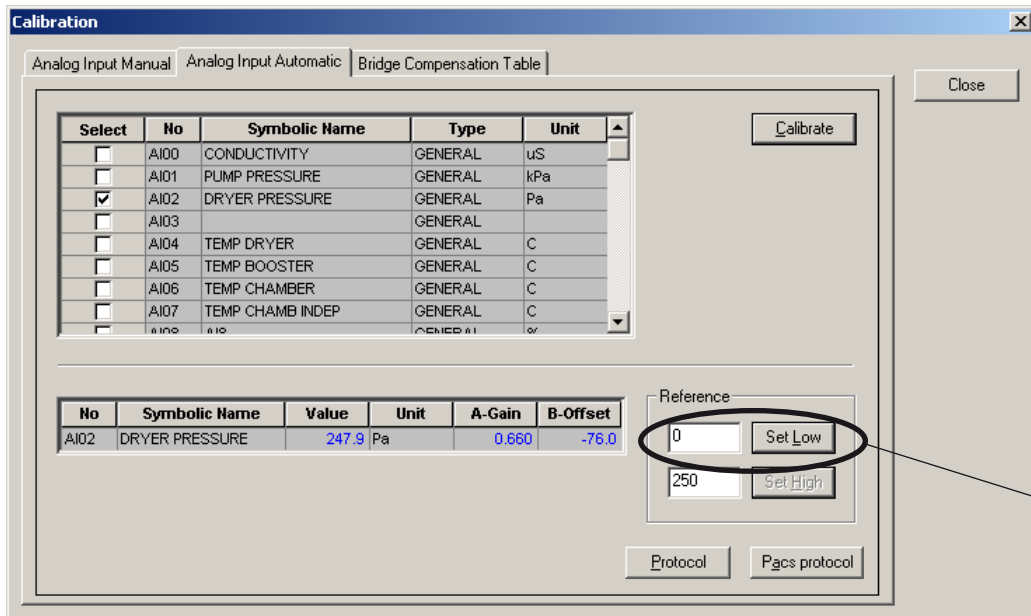 Calibration
Analog Input Manual Analog Input Automatic Bridge Compensation Table
Close
Select No Symbolic Name Type Unit
Calibrate
AI00 CONDUCTIVITY GENERAL uS
AI01 PUMP PRESSURE GENERAL kPa
AI02 DRYER PRESSURE GENERAL Pa
AI03 GENERAL
AI04 TEMP DRYER GENERAL C
AI05 TEMP BOOSTER GENERAL C
AI06 TEMP CHAMBER GENERAL C
AI07 TEMP CHAMB INDEP GENERAL C
Reference
No Symbolic Name Value Unit A-Gain B-Offset
AI02 DRYER PRESSURE 247.9 Pa 0.660 -76.0
0 Set Low
250 Set High
Protocol Pacs protocol